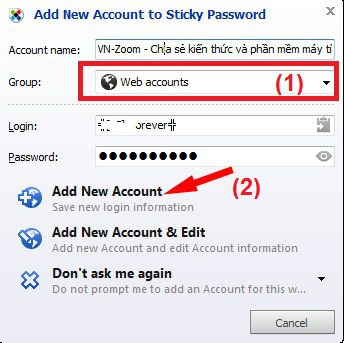 Add New Account to Sticky Password
Account name: VN-Zoom - Chịa sẻ kiến thức và phần mềm máy tí
Group: Web accounts (1)
Login: orever
Password: ●●●●●●●●●●
Add New Account (2)
Save new login information
Add New Account & Edit
Add new Account and edit Account information
Don't ask me again
Do not prompt me to add an Account for this w...
Cancel